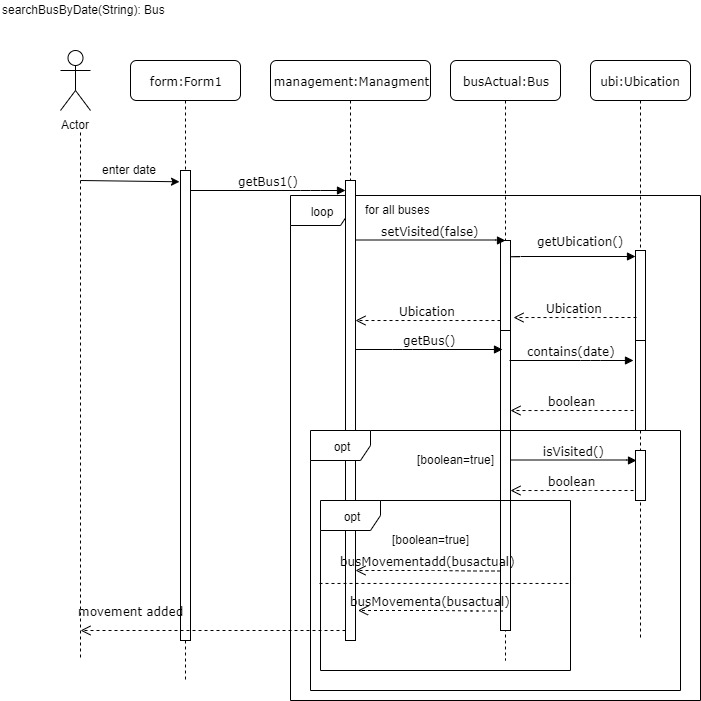 searchBusByDate(String): Bus
Actor
form:Form1
management:Managment
busActual:Bus
ubi:Ubication
enter date
getBus1()
loop
for all buses
setVisited(false)
getUbication()
Ubication
Ubication
getBus()
contains(date)
boolean
opt
[boolean=true]
isVisited()
boolean
opt
[boolean=true]
busMovementadd(busactual)
busMovementa(busactual)
movement added